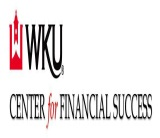 WKU
CENTER for FINANCIAL SUCCESS